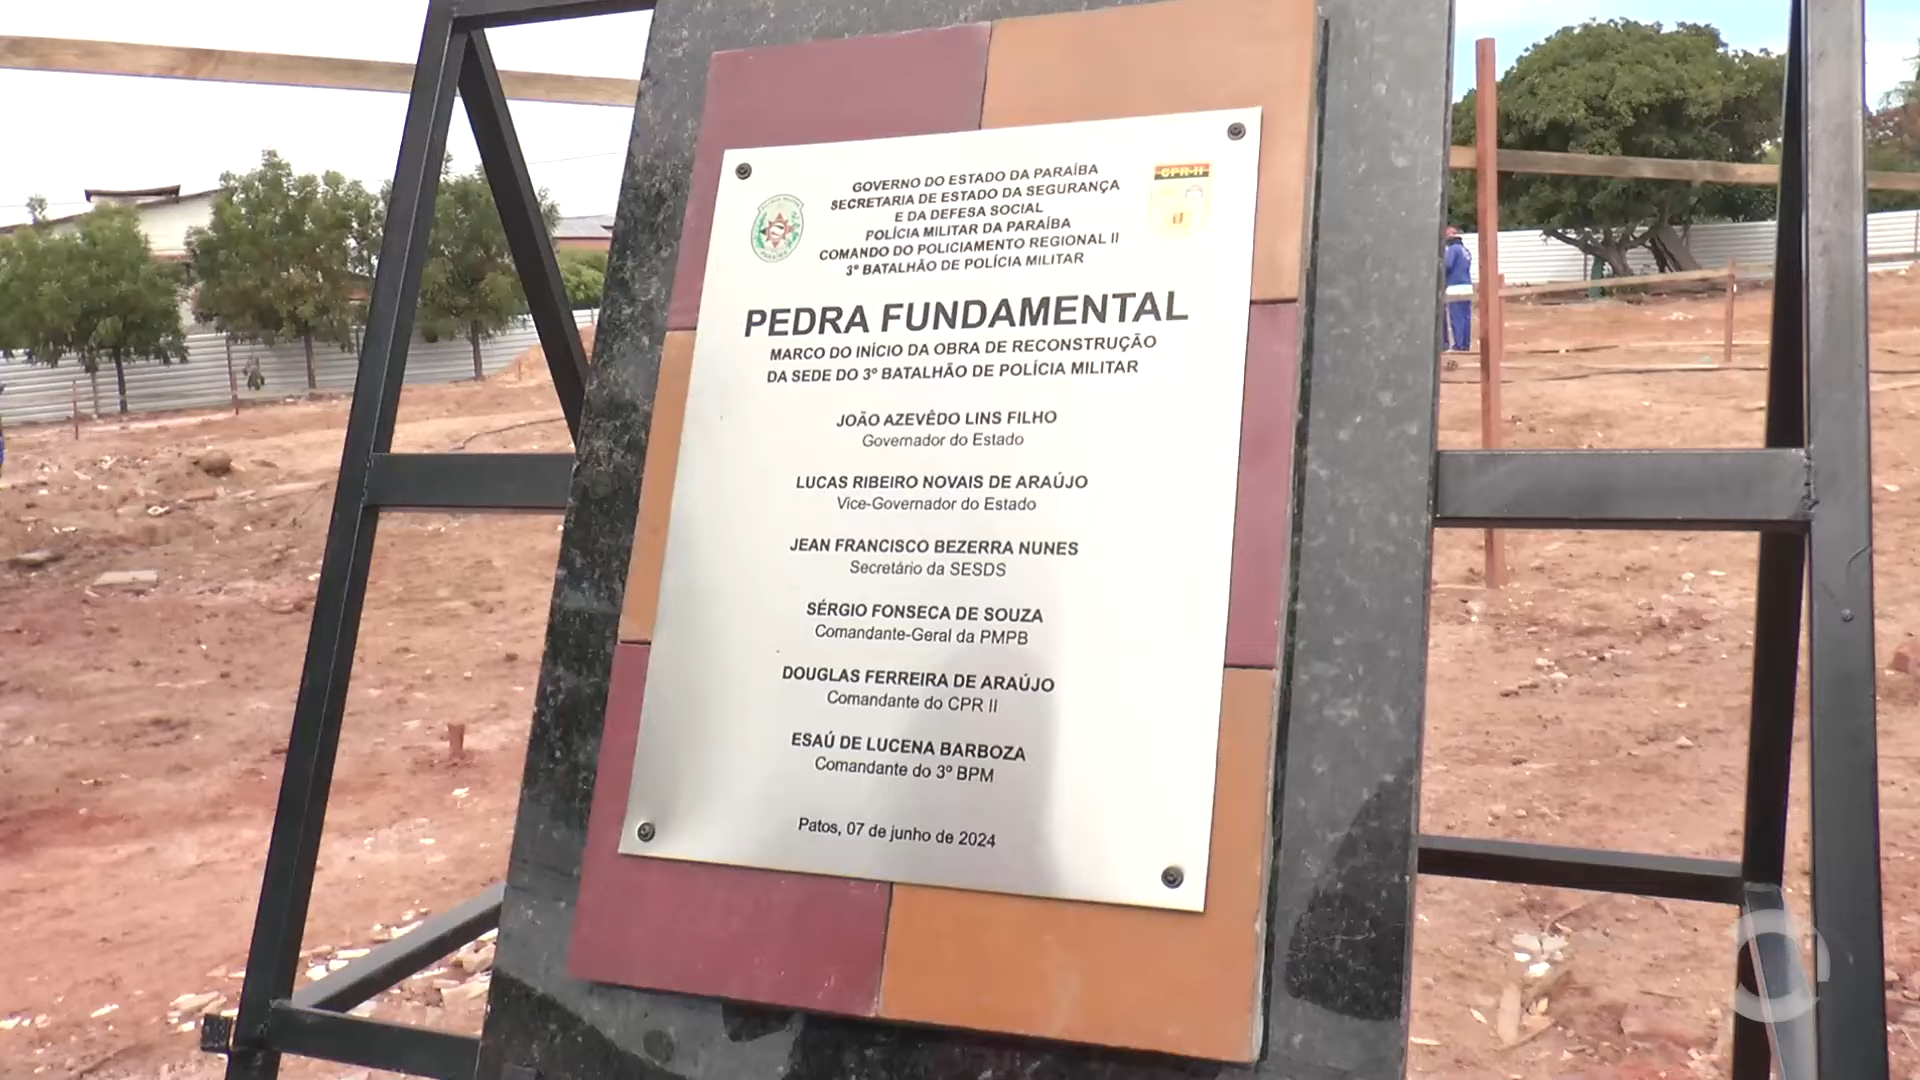 GOVERNO DO ESTADO DA PARAÍBA
SECRETARIA DE ESTADO DA SEGURANÇA
E DA DEFESA SOCIAL
POLÍCIA MILITAR DA PARAÍBA
COMANDO DO POLICIAMENTO REGIONAL II
3º BATALHÃO DE POLÍCIA MILITAR
CPR-II
PEDRA FUNDAMENTAL
MARCO DO INÍCIO DA OBRA DE RECONSTRUÇÃO
DA SEDE DO 3º BATALHÃO DE POLÍCIA MILITAR
JOÃO AZEVÊDO LINS FILHO
Governador do Estado
LUCAS RIBEIRO NOVAIS DE ARAÚJO
Vice-Governador do Estado
JEAN FRANCISCO BEZERRA NUNES
Secretário da SESDS
SÉRGIO FONSECA DE SOUZA
Comandante-Geral da PMPB
DOUGLAS FERREIRA DE ARAÚJO
Comandante do CPR II
ESAÚ DE LUCENA BARBOZA
Comandante do 3º BPM
Patos, 07 de junho de 2024